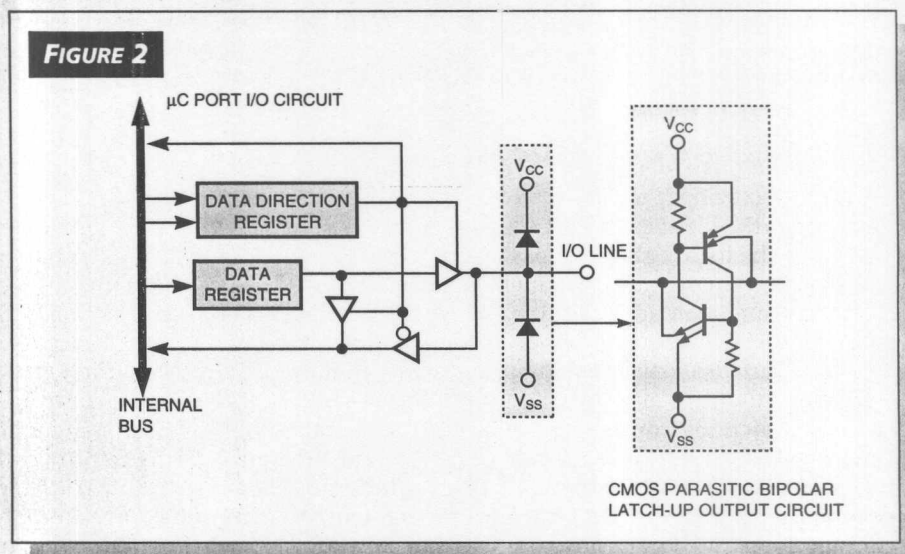 FIGURE 2
µC PORT I/O CIRCUIT
DATA DIRECTION
REGISTER
DATA
REGISTER
INTERNAL
BUS
VCC
VSS
I/O LINE
VCC
VSS
CMOS PARASITIC BIPOLAR
LATCH-UP OUTPUT CIRCUIT